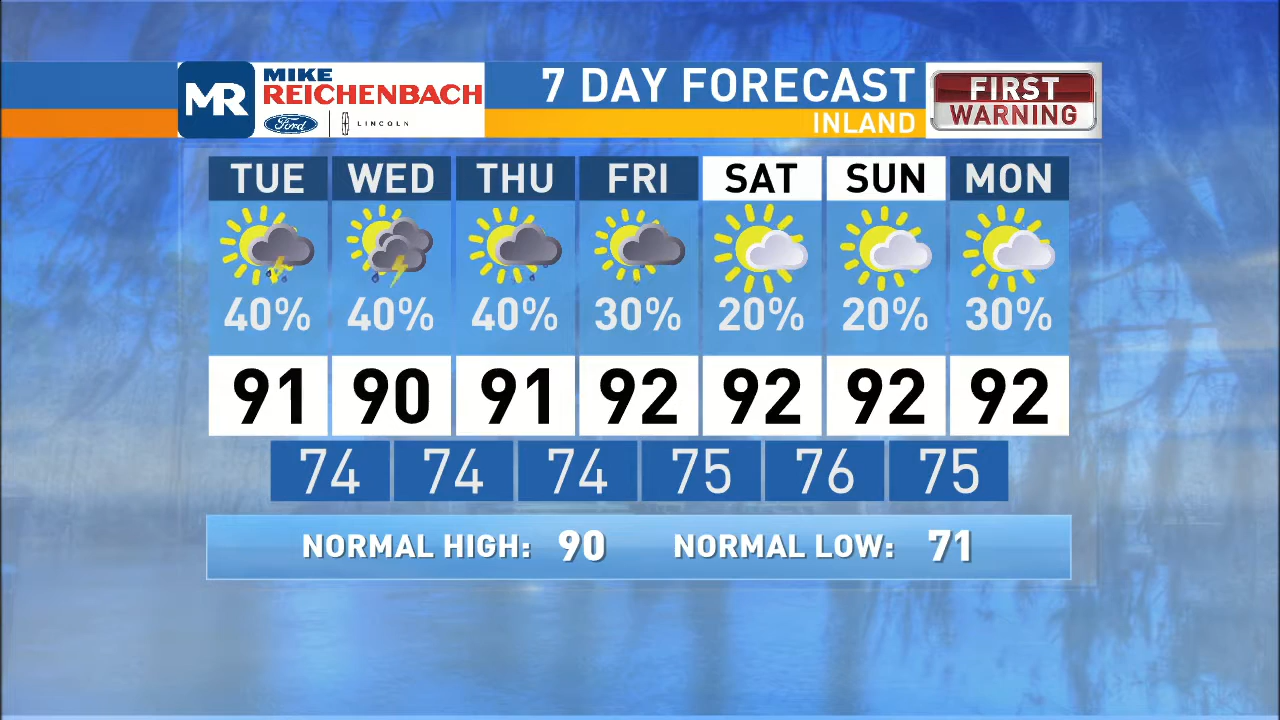 MR MIKE REICHENBACH
Ford LINCOLN
7 DAY FORECAST
INLAND
FIRST
WARNING
TUE WED THU FRI SAT SUN MON
40% 40% 40% 30% 20% 20% 30%
91 90 91 92 92 92 92
74 74 74 75 76 75
NORMAL HIGH: 90 NORMAL LOW: 71